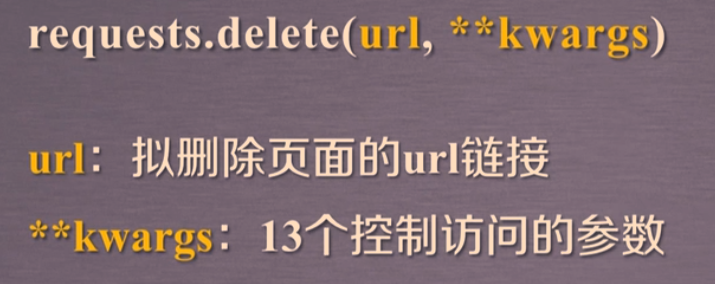 requests.delete(url, **kwargs)
url：拟删除页面的url链接
**kwargs：13个控制访问的参数